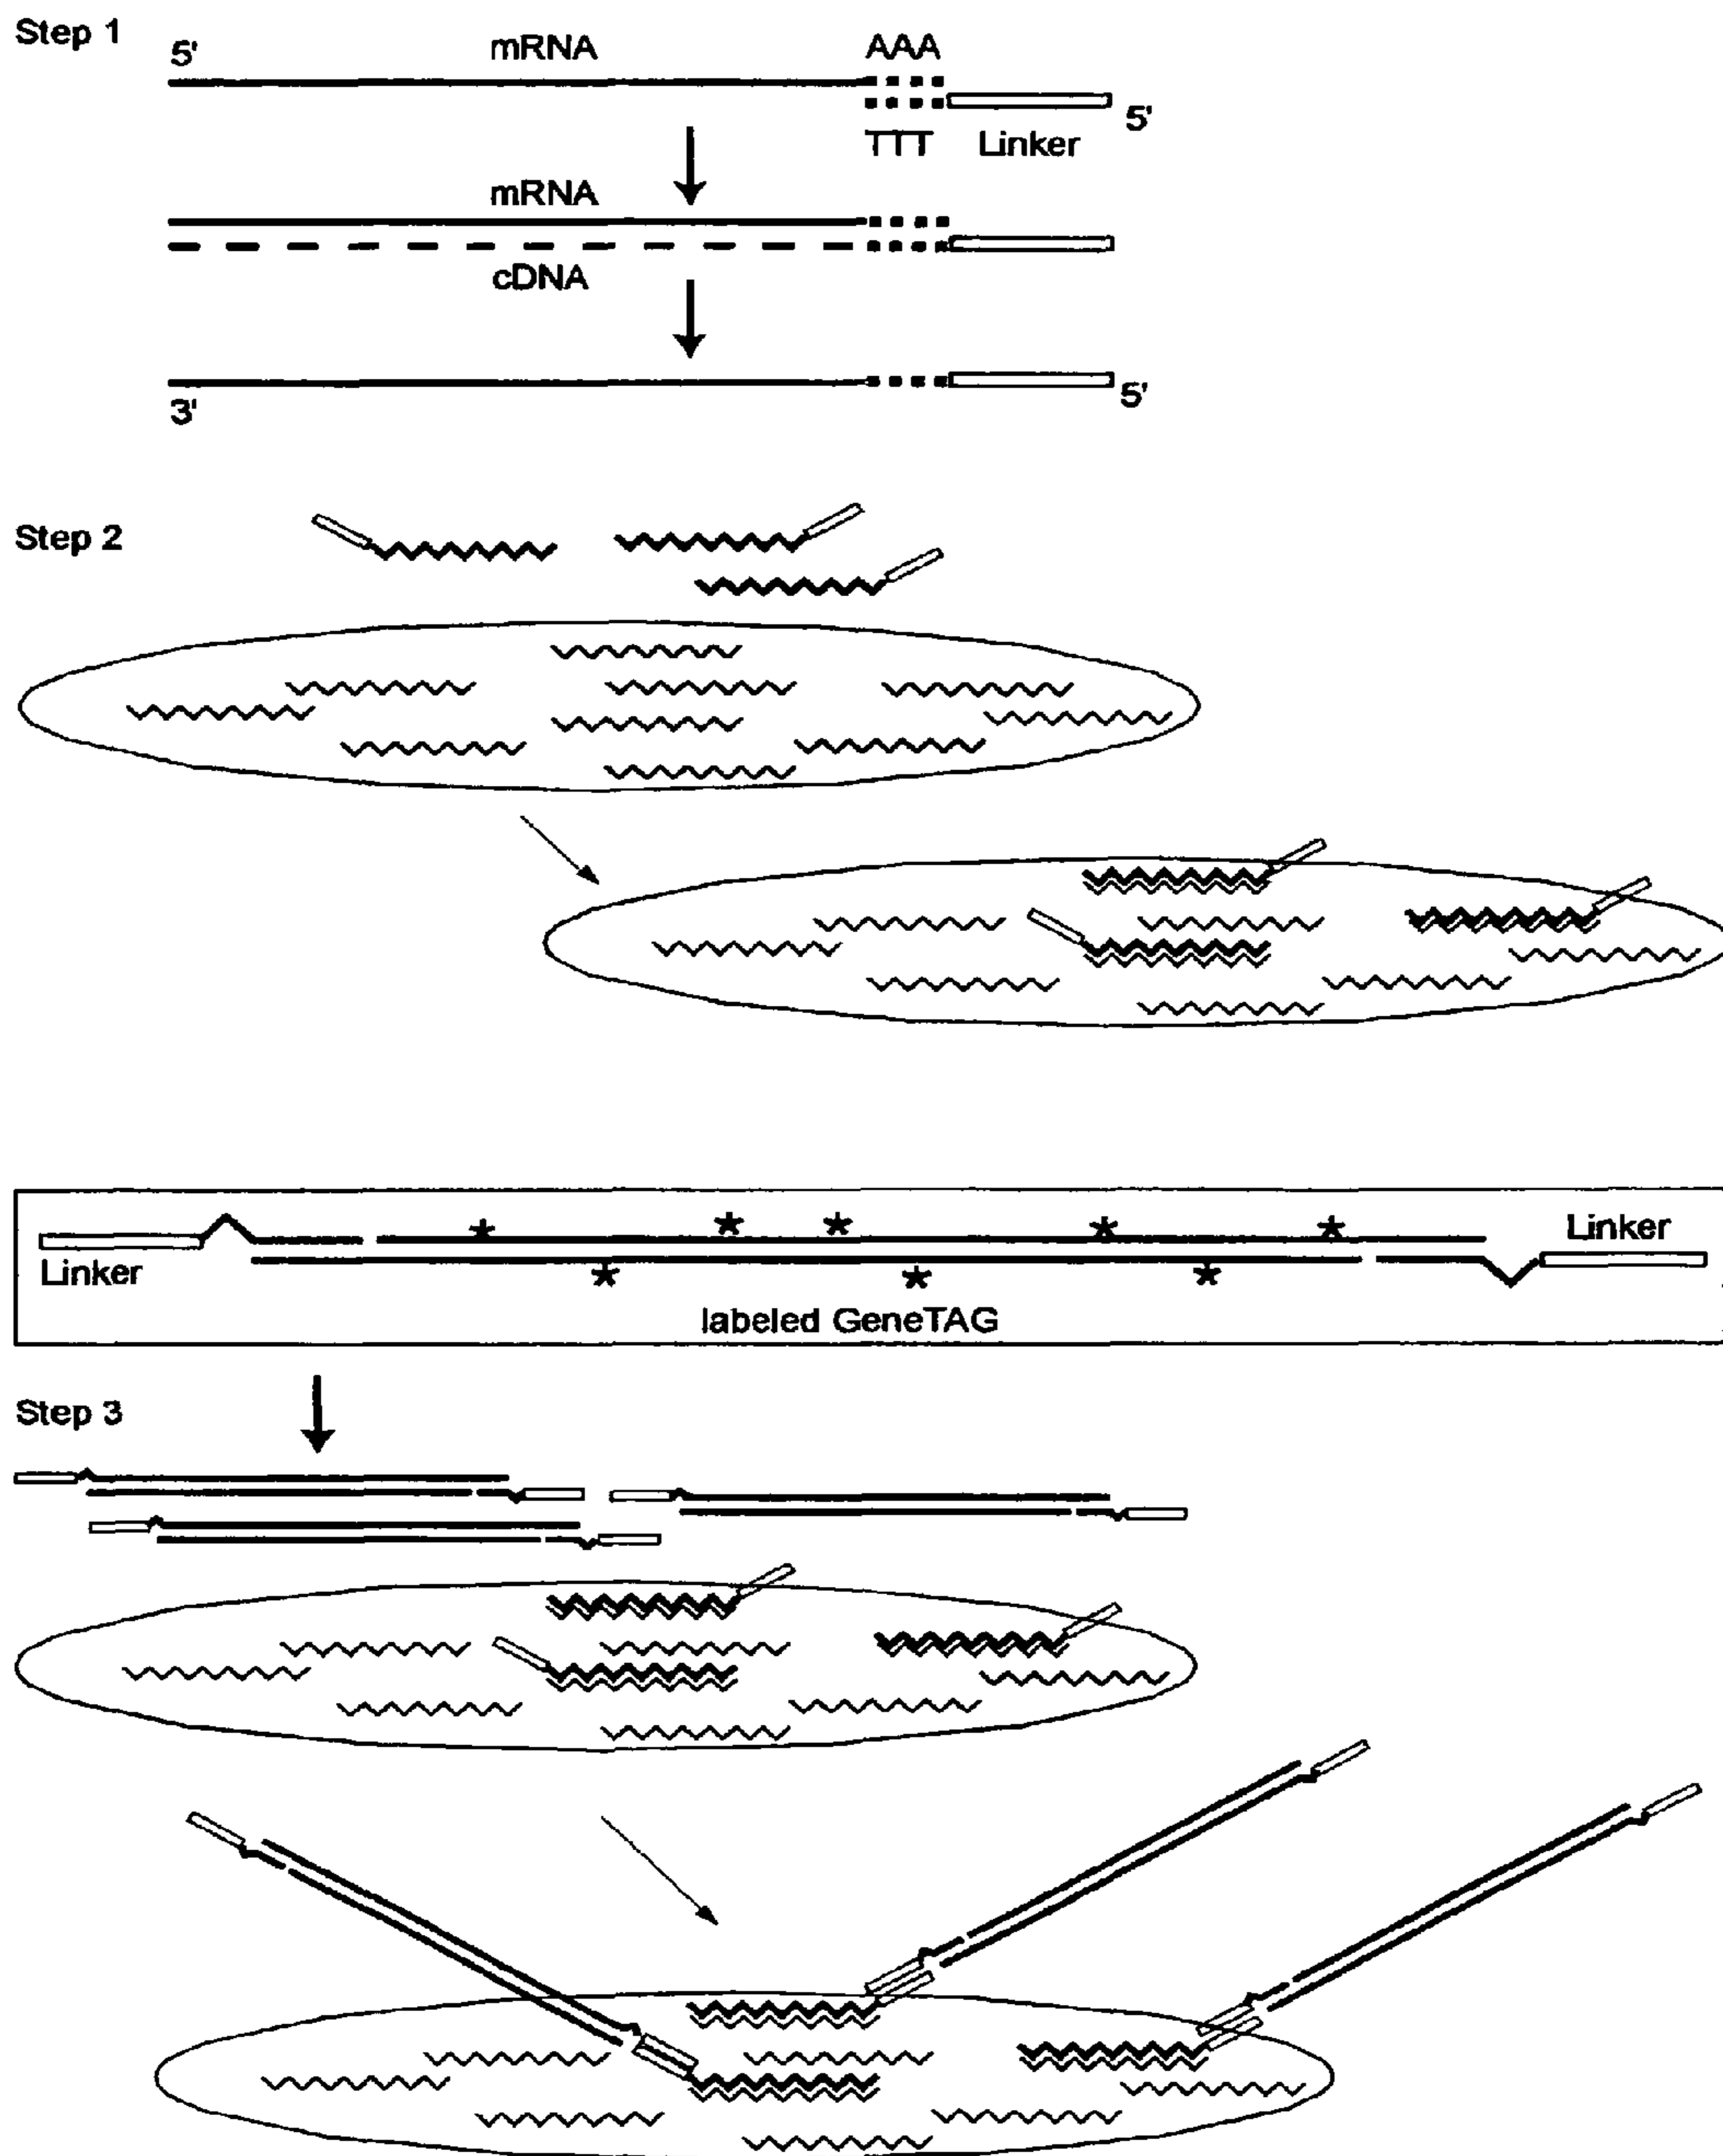 Step 1
5'
mRNA
AAA
5'
TTT
Linker
mRNA
cDNA
3'
5'
Step 2
Linker
Linker
labeled GeneTAG
Step 3